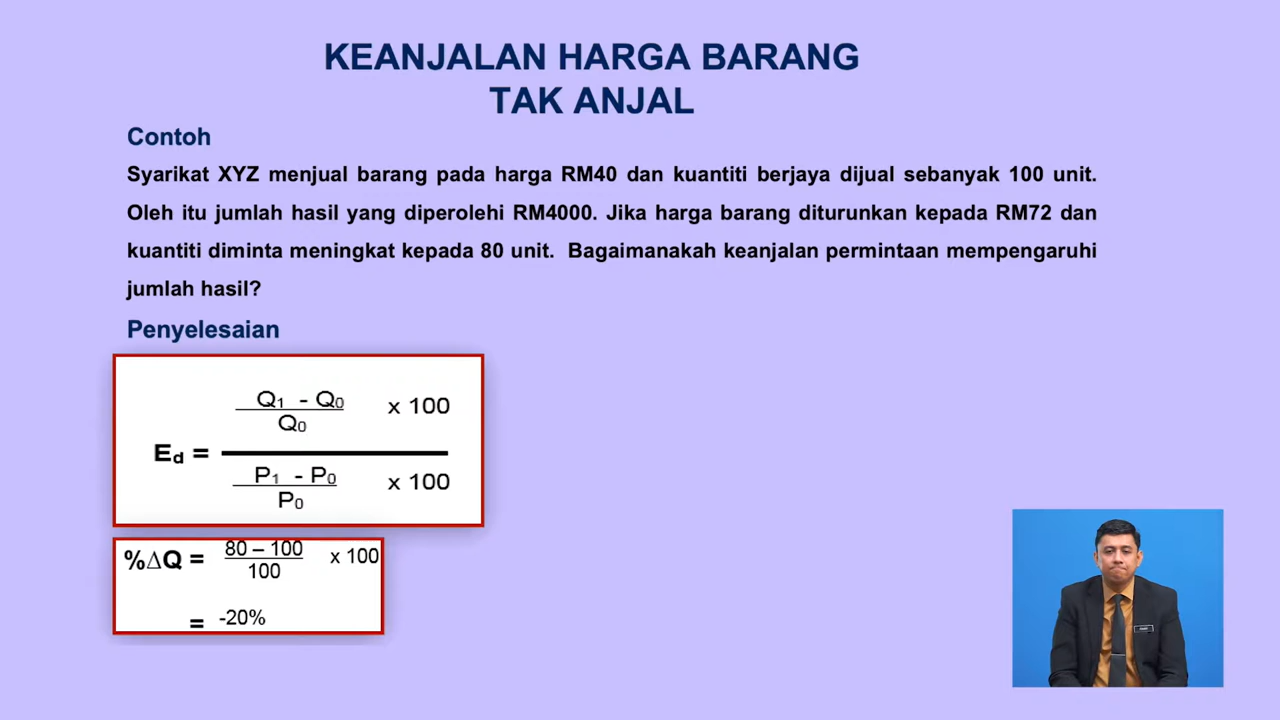 KEANJALAN HARGA BARANG
TAK ANJAL
Contoh
Syarikat XYZ menjual barang pada harga RM40 dan kuantiti berjaya dijual sebanyak 100 unit.
Oleh itu jumlah hasil yang diperolehi RM4000. Jika harga barang diturunkan kepada RM72 dan
kuantiti diminta meningkat kepada 80 unit. Bagaimanakah keanjalan permintaan mempengaruhi
jumlah hasil?
Penyelesaian
Q₁ - Q₀ x 100
Q₀
Ed =
P₁ - P₀ x 100
P₀
%∆Q = 80 – 100 x 100
100
= -20%